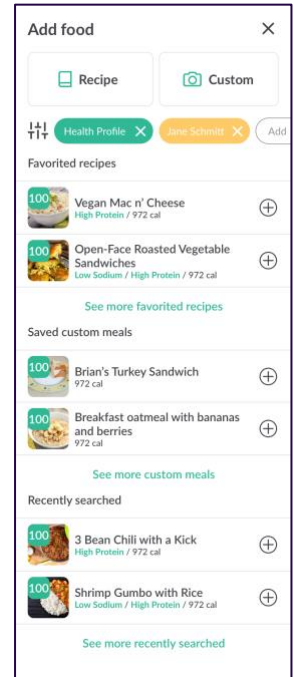 Add food
Recipe
Custom
Health Profile
Jane Schmitt
Add
Favorited recipes
100
Vegan Mac n' Cheese
High Protein / 972 cal
100
Open-Face Roasted Vegetable
Sandwiches
Low Sodium / High Protein / 972 cal
See more favorited recipes
Saved custom meals
100
Brian's Turkey Sandwich
972 cal
100
Breakfast oatmeal with bananas
and berries
972 cal
See more custom meals
Recently searched
100
3 Bean Chili with a Kick
High Protein / 972 cal
100
Shrimp Gumbo with Rice
Low Sodium / High Protein / 972 cal
See more recently searched